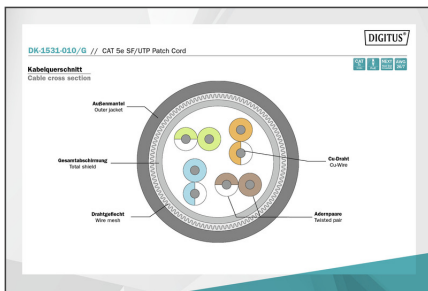 DIGITUS®
DK-1531-010/G // CAT 5e SF/UTP Patch Cord
Kabelquerschnitt
Cable cross section
Außenmantel
Outer jacket
Gesamtabschirmung
Total shield
Cu-Draht
Cu-Wire
Drahtgeflecht
Wire mesh
Adernpaare
Twisted pair